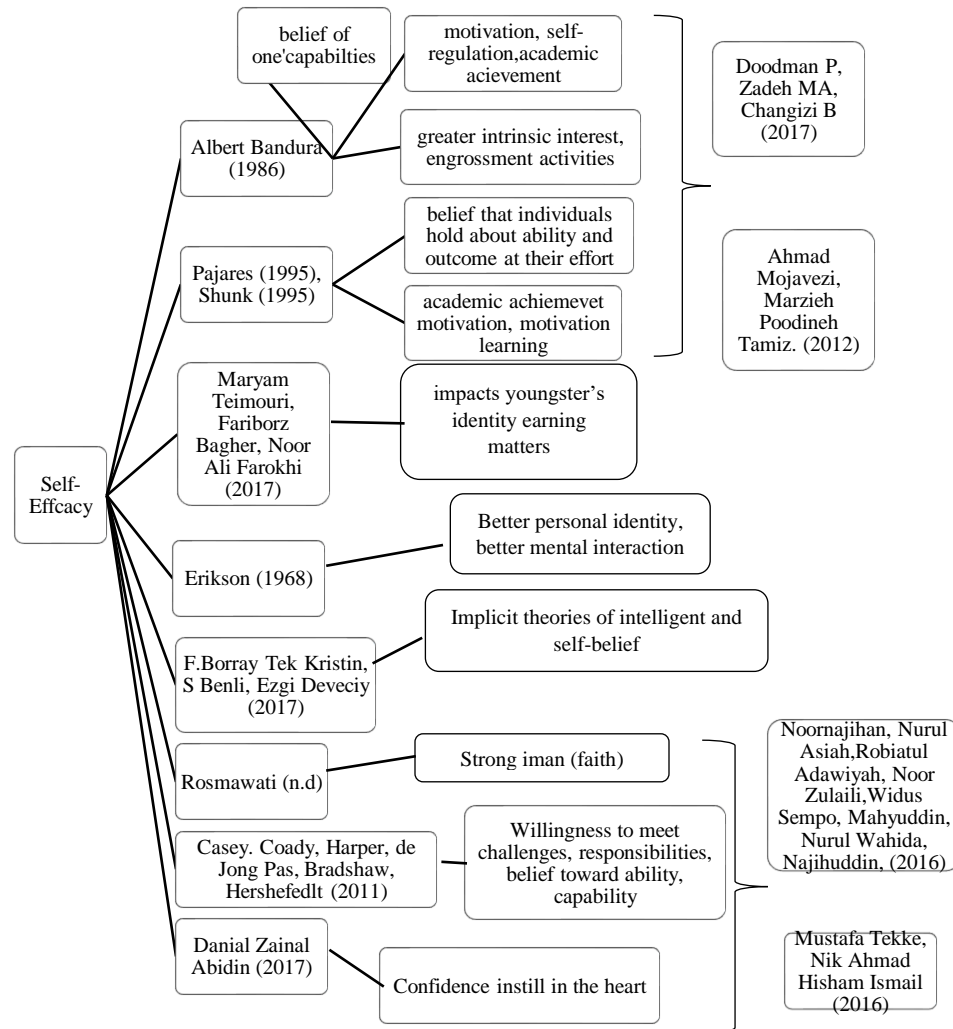 belief of
one'capabilties
motivation, self-
regulation,academic
acievement
Doodman P,
Zadeh MA,
Changizi B
(2017)
Albert Bandura
(1986)
greater intrinsic interest,
engrossment activities
belief that individuals
hold about ability and
outcome at their effort
Pajares (1995),
Shunk (1995)
academic achiemevet
motivation, motivation
learning
Ahmad
Mojavezi,
Marzieh
Poodineh
Tamiz. (2012)
Maryam
Teimouri,
Fariborz
Bagher, Noor
Ali Farokhi
(2017)
impacts youngster’s
identity earning
matters
Self-
Effcacy
Erikson (1968)
Better personal identity,
better mental interaction
F.Borray Tek Kristin,
S Benli, Ezgi Deveciy
(2017)
Implicit theories of intelligent and
self-belief
Rosmawati (n.d)
Strong iman (faith)
Noornajihan, Nurul
Asiah,Robiatul
Adawiyah, Noor
Zulaili,Widus
Sempo, Mahyuddin,
Nurul Wahida,
Najihuddin, (2016)
Casey. Coady, Harper, de
Jong Pas, Bradshaw,
Hershefedlt (2011)
Willingness to meet
challenges, responsibilities,
belief toward ability,
capability
Danial Zainal
Abidin (2017)
Confidence instill in the heart
Mustafa Tekke,
Nik Ahmad
Hisham Ismail
(2016)